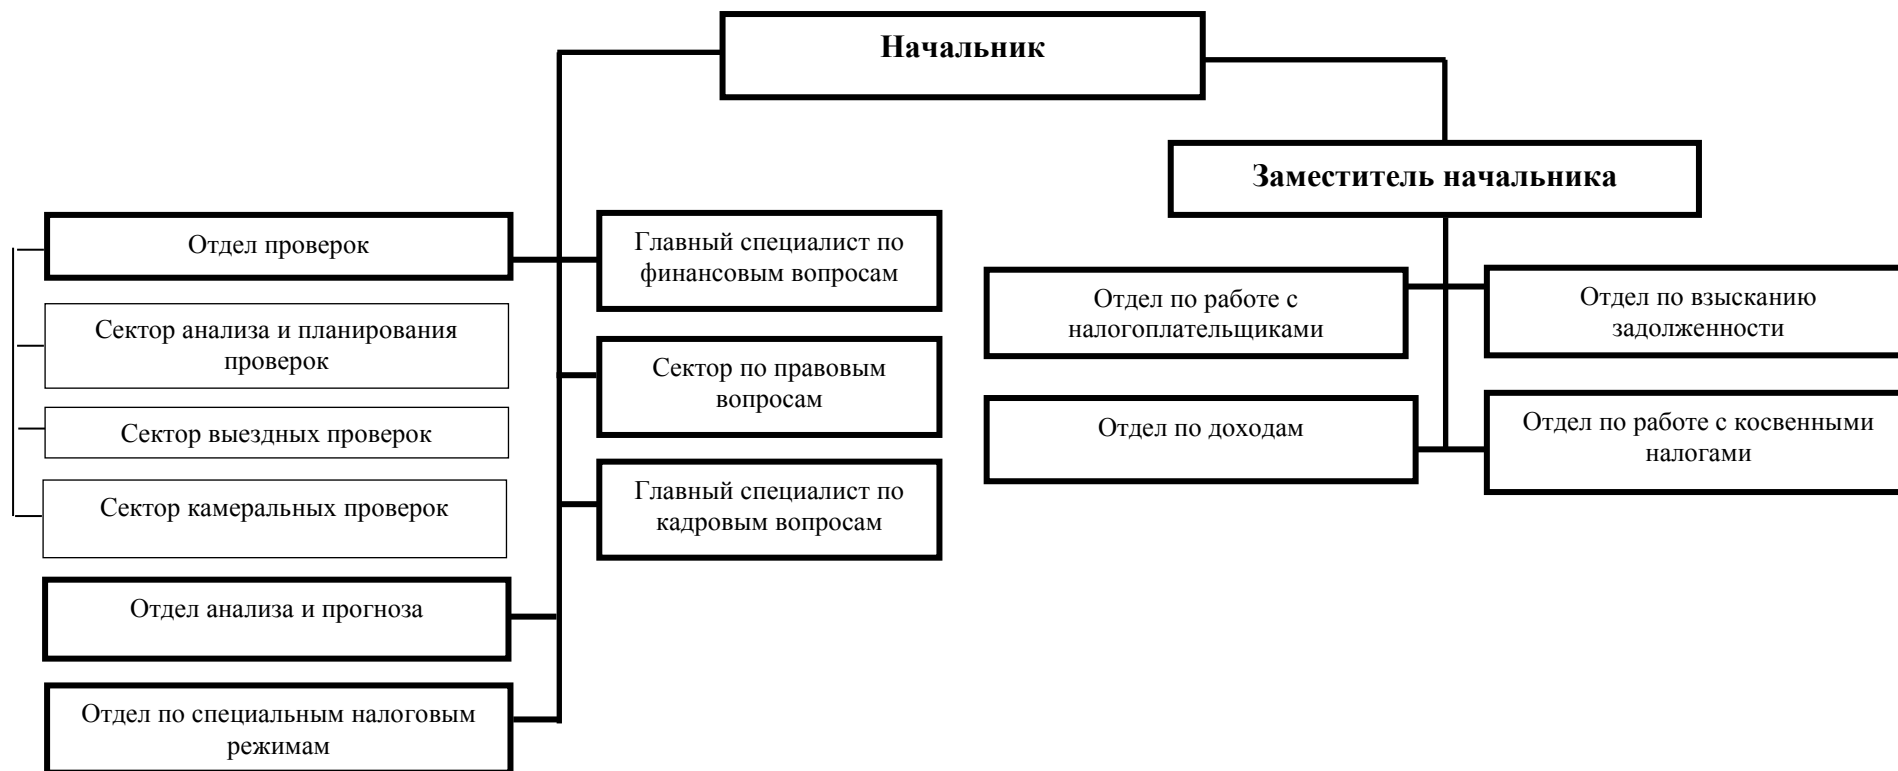 Начальник
Заместитель начальника
Отдел проверок
Сектор анализа и планирования
проверок
Сектор выездных проверок
Сектор камеральных проверок
Отдел анализа и прогноза
Отдел по специальным налоговым
режимам
Главный специалист по
финансовым вопросам
Сектор по правовым
вопросам
Главный специалист по
кадровым вопросам
Отдел по работе с
налогоплательщиками
Отдел по доходам
Отдел по взысканию
задолженности
Отдел по работе с косвенными
налогами